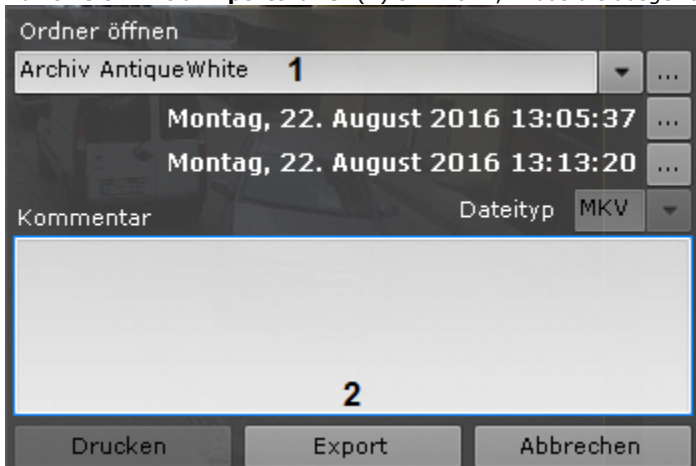 Ordner öffnen
Archiv AntiqueWhite 1
...
Montag, 22. August 2016 13:05:37 ...
Montag, 22. August 2016 13:13:20 ...
Kommentar Dateityp MKV
2
Drucken Export Abbrechen